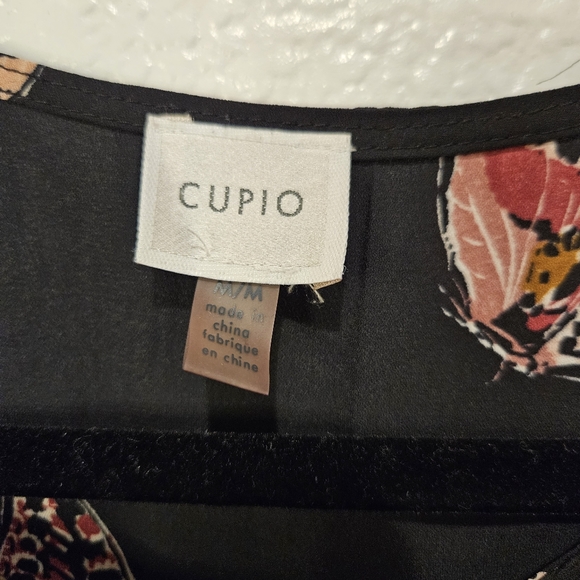 CUPIO
M/M
made in
china
fabrique
en chine